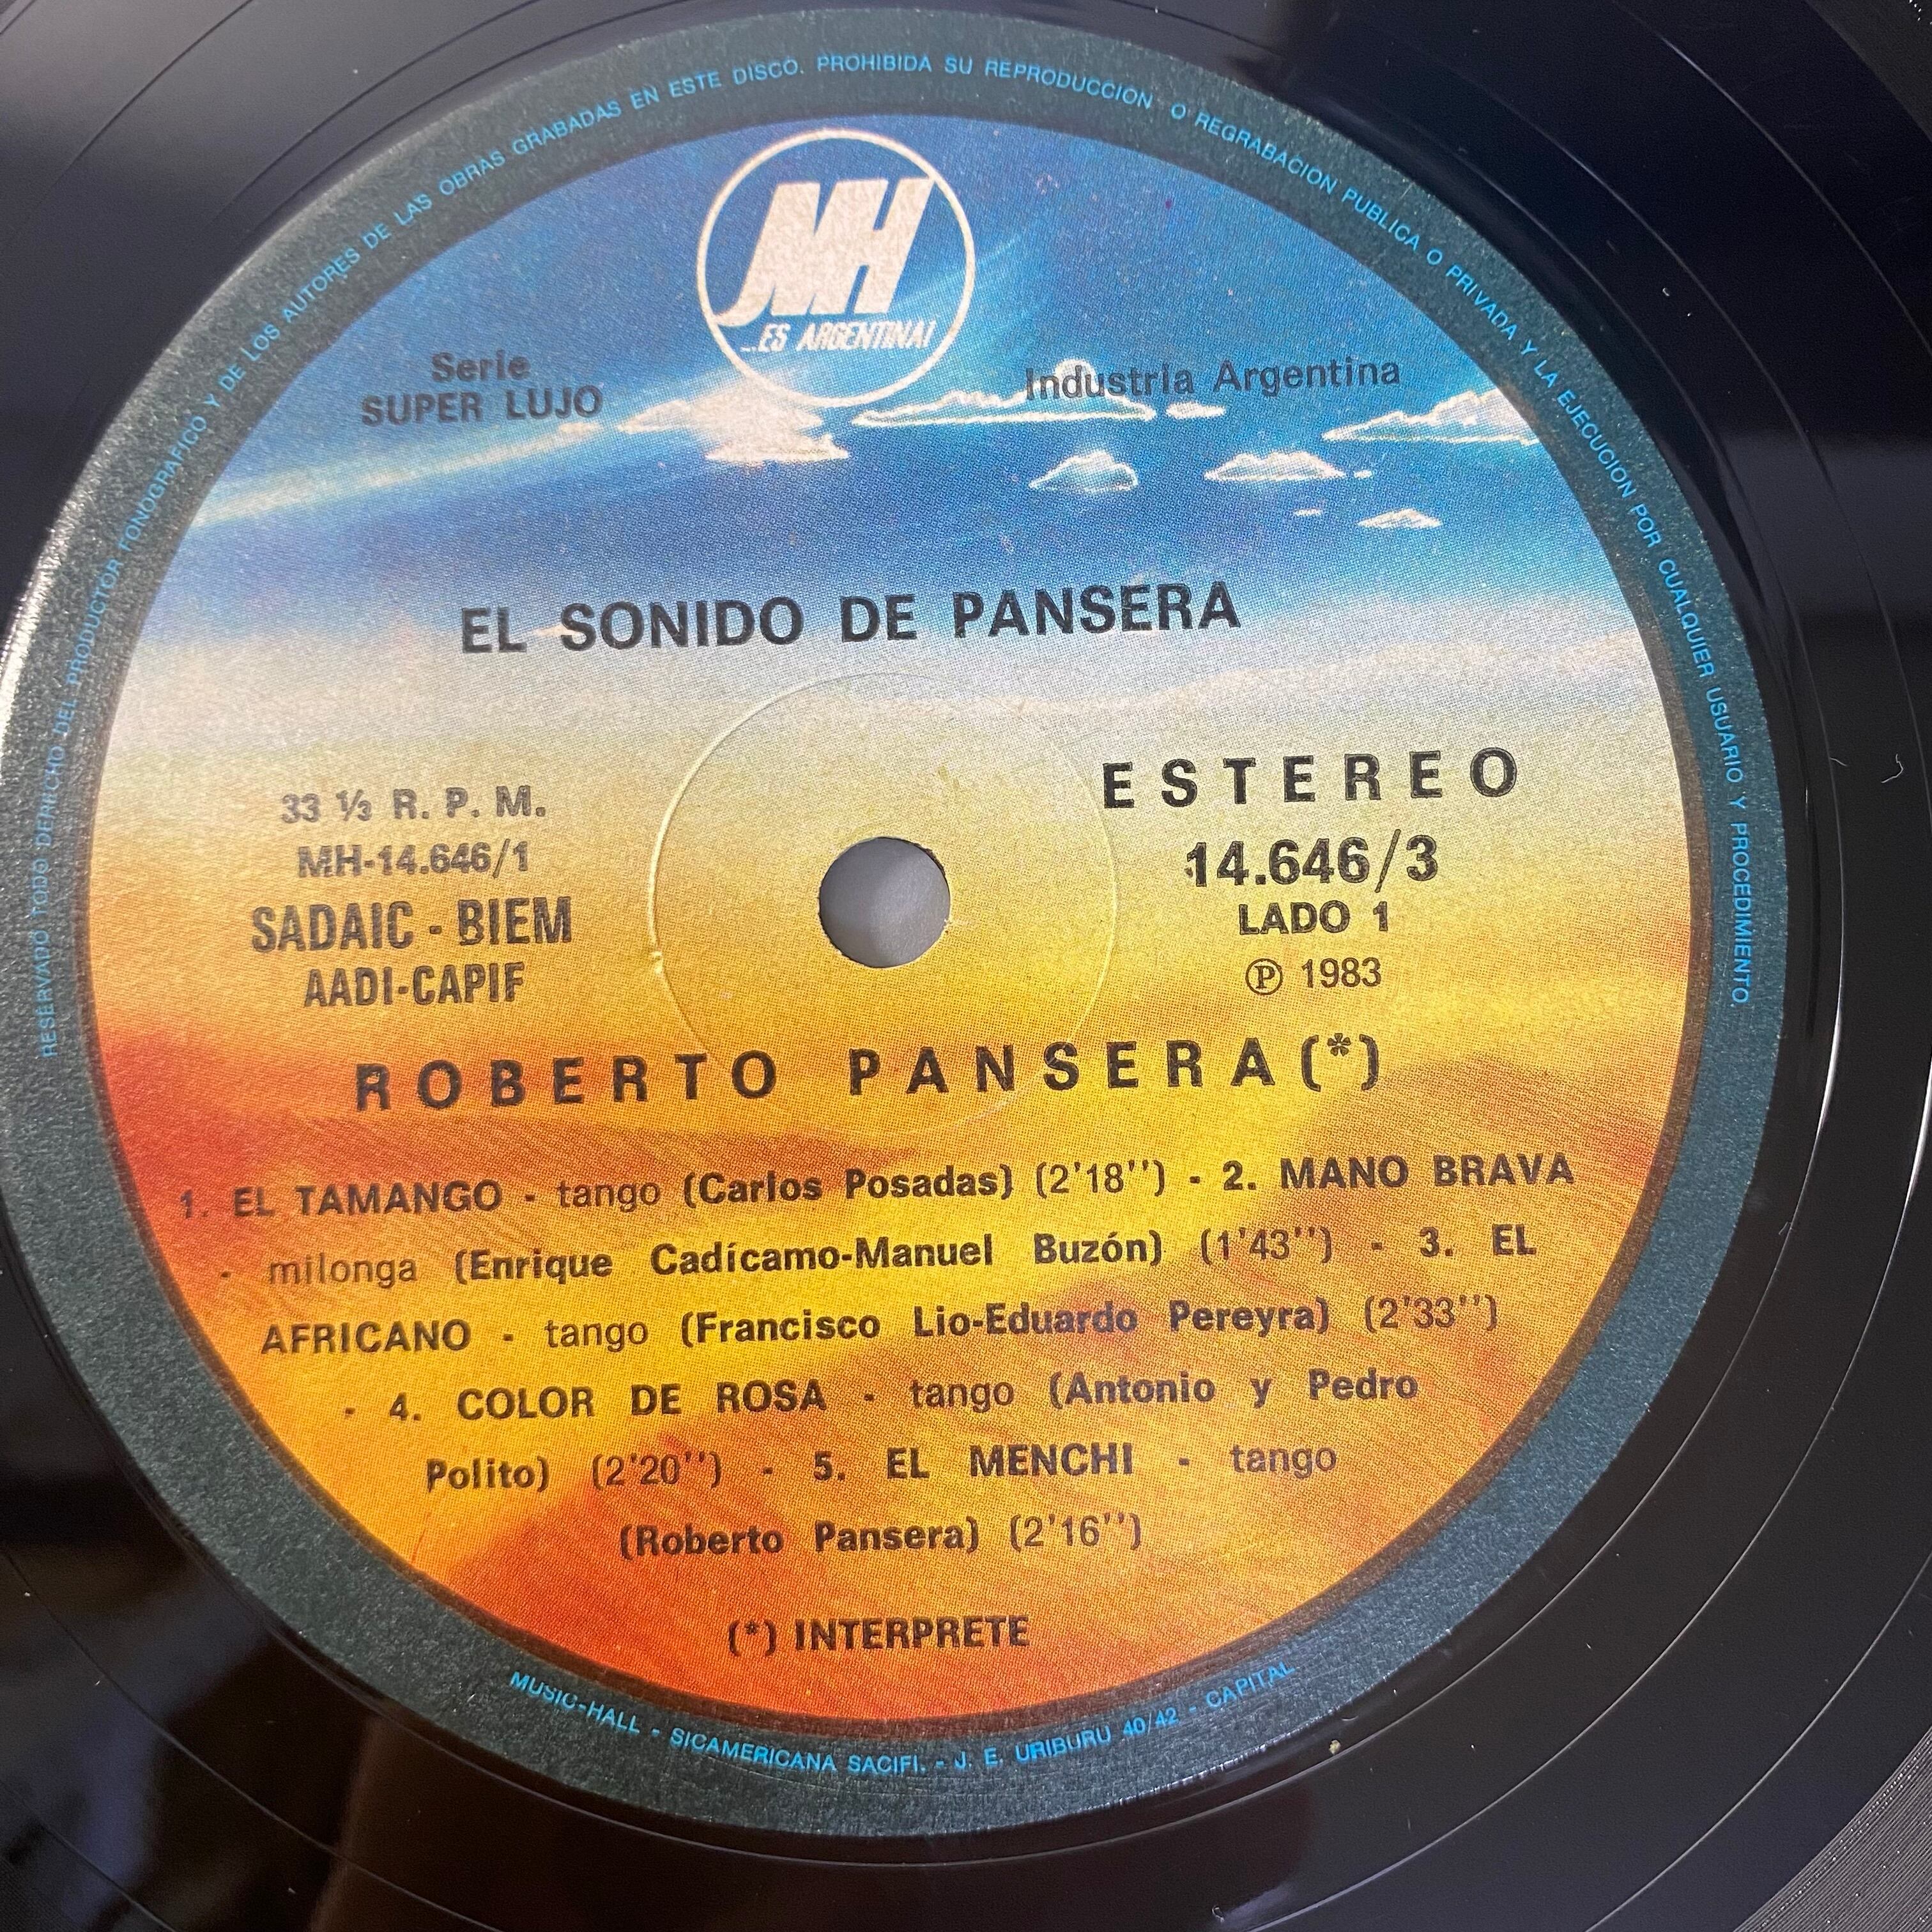 RESERVADO TODO DERECHO DEL PRODUCTOR FONOGRAFICO Y DE LOS AUTORES DE LAS OBRAS GRABADAS EN ESTE DISCO. PROHIBIDA SU REPRODUCCION O REGRABACION PUBLICA O PRIVADA Y LA EJECUCION POR CUALQUIER USUARIO Y PROCEDIMIENTO.
MH
...ES ARGENTINA!
Serie
SUPER LUJO
Industria Argentina
EL SONIDO DE PANSERA
33 ⅓ R. P. M.
MH-14.646/1
SADAIC - BIEM
AADI-CAPIF
ESTEREO
14.646/3
LADO 1
Ⓟ 1983
ROBERTO PANSERA (*)
1. EL TAMANGO - tango (Carlos Posadas) (2'18'') - 2. MANO BRAVA
- milonga (Enrique Cadícamo-Manuel Buzón) (1'43'') - 3. EL
AFRICANO - tango (Francisco Lio-Eduardo Pereyra) (2'33'')
- 4. COLOR DE ROSA - tango (Antonio y Pedro
Polito) (2'20'') - 5. EL MENCHI - tango
(Roberto Pansera) (2'16'')
(*) INTERPRETE
MUSIC-HALL - SICAMERICANA SACIFI. - J. E. URIBURU 40/42 - CAPITAL